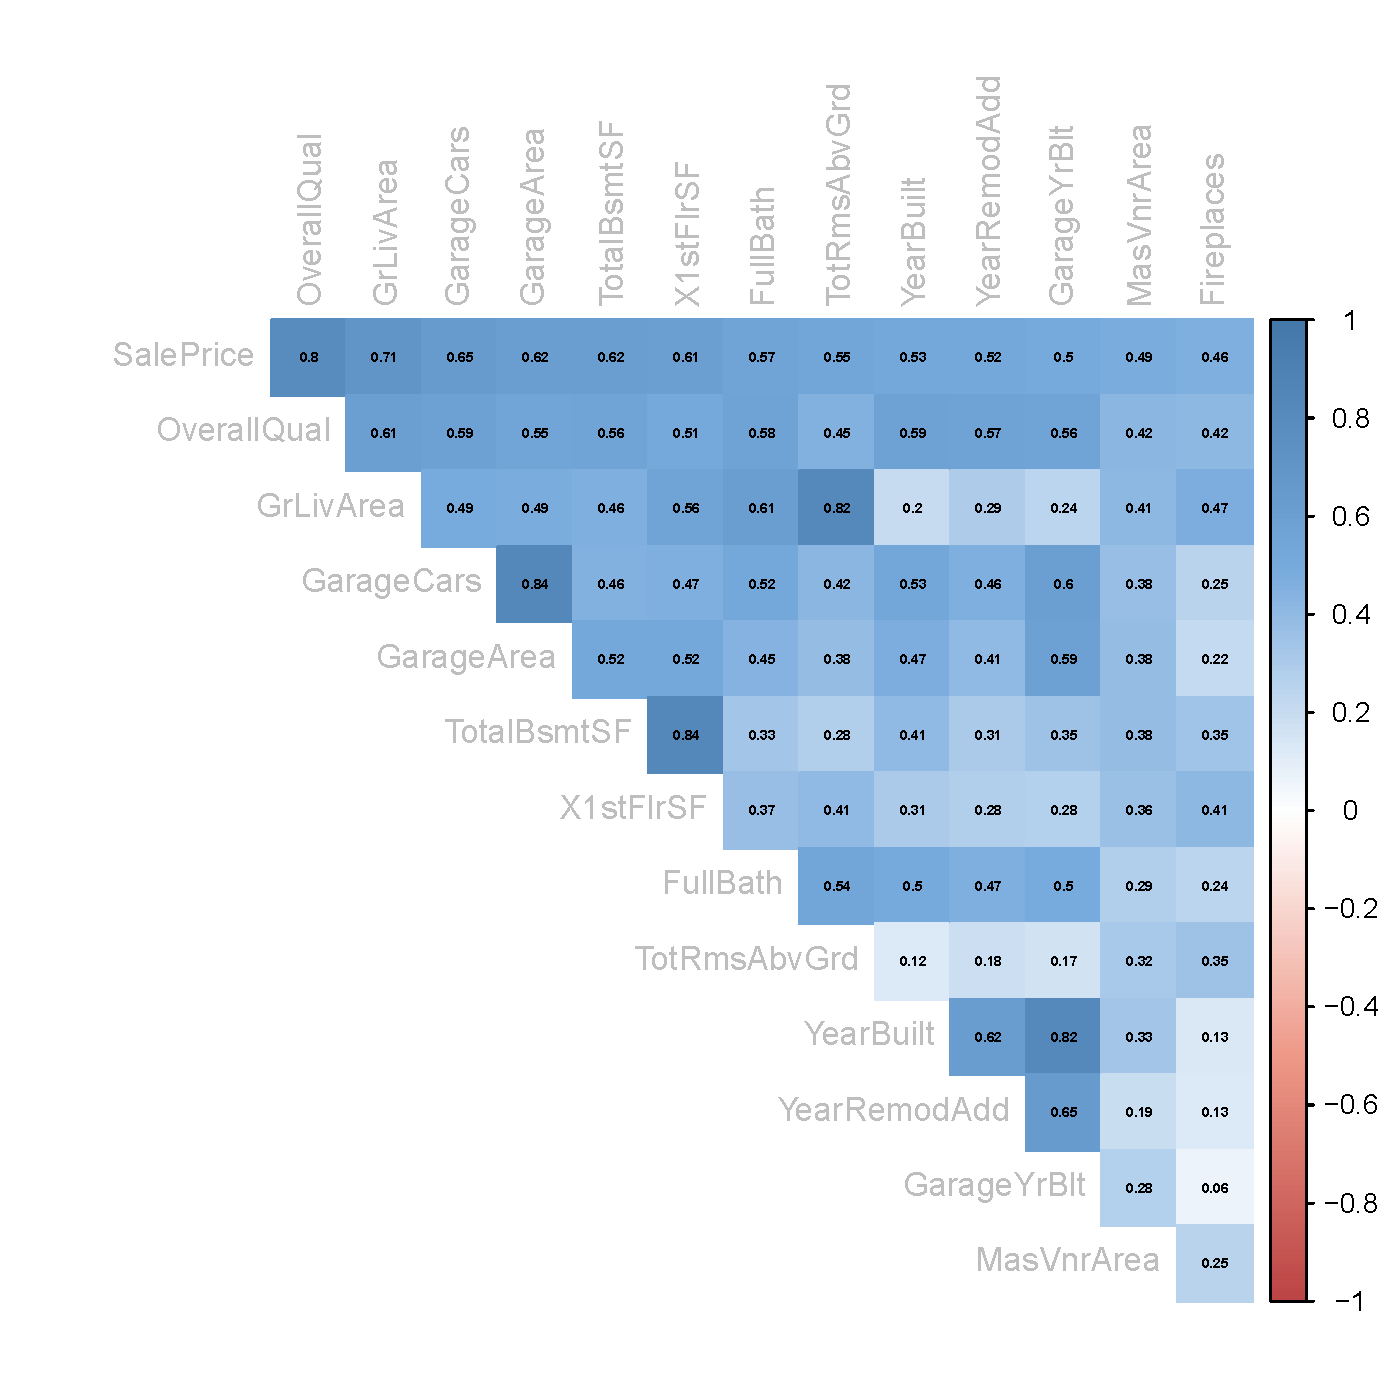 OverallQual
GrLivArea
GarageCars
GarageArea
TotalBsmtSF
X1stFlrSF
FullBath
TotRmsAbvGrd
YearBuilt
YearRemodAdd
GarageYrBlt
MasVnrArea
Fireplaces
SalePrice 0.8 0.71 0.65 0.62 0.62 0.61 0.57 0.55 0.53 0.52 0.5 0.49 0.46
OverallQual 0.61 0.59 0.55 0.56 0.51 0.58 0.45 0.59 0.57 0.56 0.42 0.42
GrLivArea 0.49 0.49 0.46 0.56 0.61 0.82 0.2 0.29 0.24 0.41 0.47
GarageCars 0.84 0.46 0.47 0.52 0.42 0.53 0.46 0.6 0.38 0.25
GarageArea 0.52 0.52 0.45 0.38 0.47 0.41 0.59 0.38 0.22
TotalBsmtSF 0.84 0.33 0.28 0.41 0.31 0.35 0.38 0.35
X1stFlrSF 0.37 0.41 0.31 0.28 0.28 0.36 0.41
FullBath 0.54 0.5 0.47 0.5 0.29 0.24
TotRmsAbvGrd 0.12 0.18 0.17 0.32 0.35
YearBuilt 0.62 0.82 0.33 0.13
YearRemodAdd 0.65 0.19 0.13
GarageYrBlt 0.28 0.06
MasVnrArea 0.25
1
0.8
0.6
0.4
0.2
0
−0.2
−0.4
−0.6
−0.8
−1